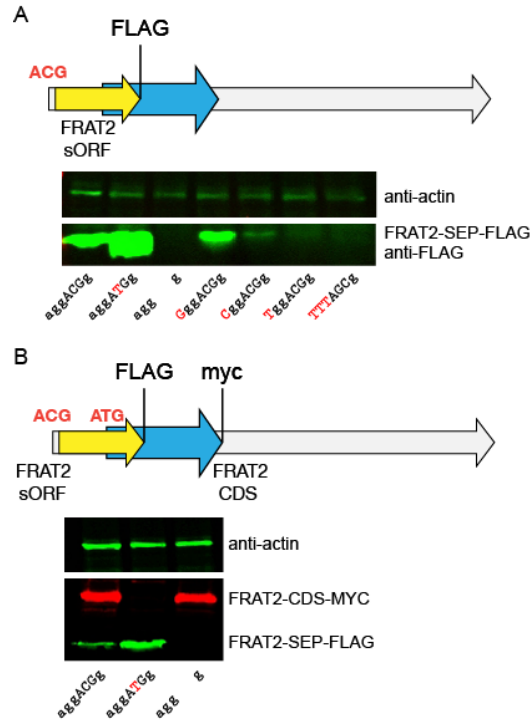 A
FLAG
ACG
FRAT2
sORF
anti-actin
FRAT2-SEP-FLAG
anti-FLAG
aggACGg
aggATGg
agg g
GggACGg
CggACGg
TggACGg
TTTAGCg
B
FLAG myc
ACG ATG
FRAT2
sORF
FRAT2
CDS
anti-actin
FRAT2-CDS-MYC
FRAT2-SEP-FLAG
aggACGg
aggATGg
agg g